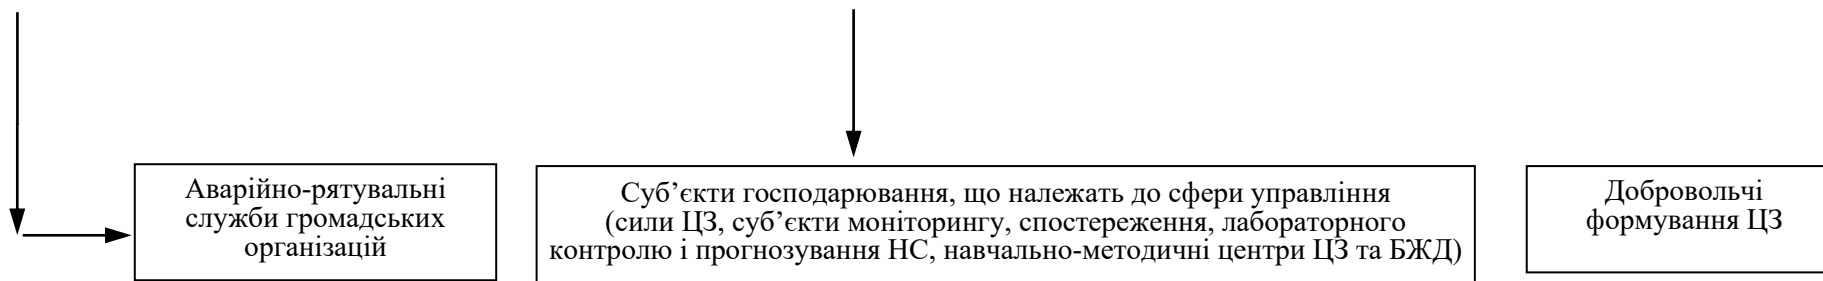 Аварійно-рятувальні
служби громадських
організацій
Суб’єкти господарювання, що належать до сфери управління
(сили ЦЗ, суб’єкти моніторингу, спостереження, лабораторного
контролю і прогнозування НС, навчально-методичні центри ЦЗ та БЖД)
Добровольчі
формування ЦЗ